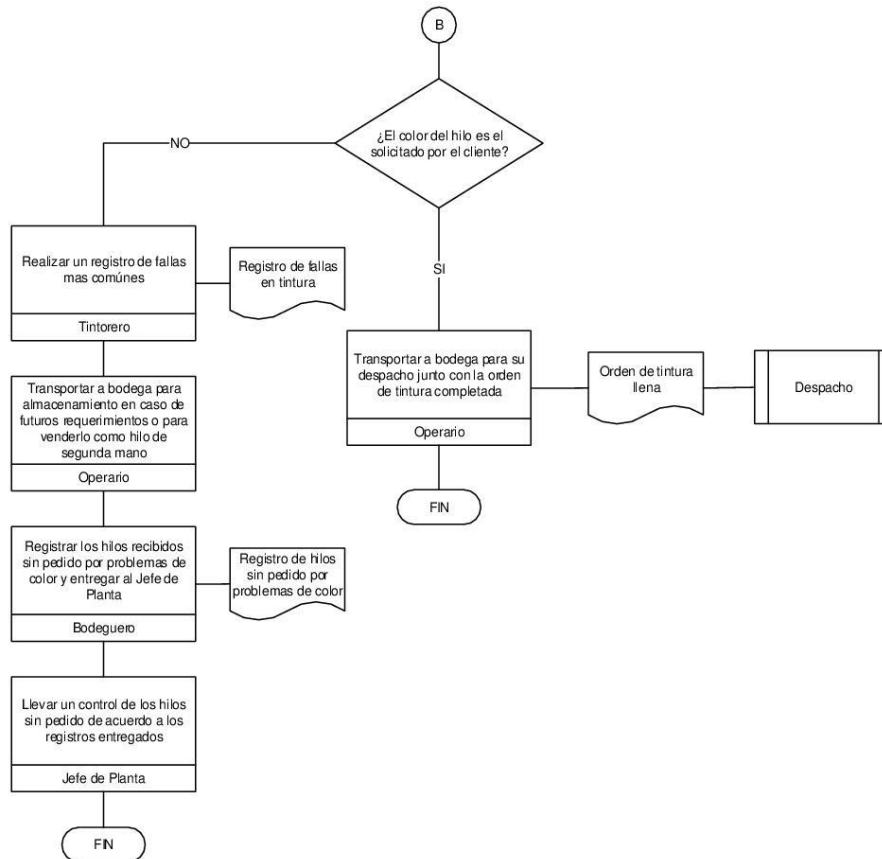 B
¿El color del hilo es el
solicitado por el cliente?
NO
SI
Realizar un registro de fallas
mas comúnes
Tintorero
Registro de fallas
en tintura
Transportar a bodega para
almacenamiento en caso de
futuros requerimientos o para
venderlo como hilo de
segunda mano
Operario
Registrar los hilos recibidos
sin pedido por problemas de
color y entregar al Jefe de
Planta
Bodeguero
Registro de hilos
sin pedido por
problemas de color
Llevar un control de los hilos
sin pedido de acuerdo a los
registros entregados
Jefe de Planta
FIN
Transportar a bodega para su
despacho junto con la orden
de tintura completada
Operario
Orden de tintura
llena
Despacho
FIN